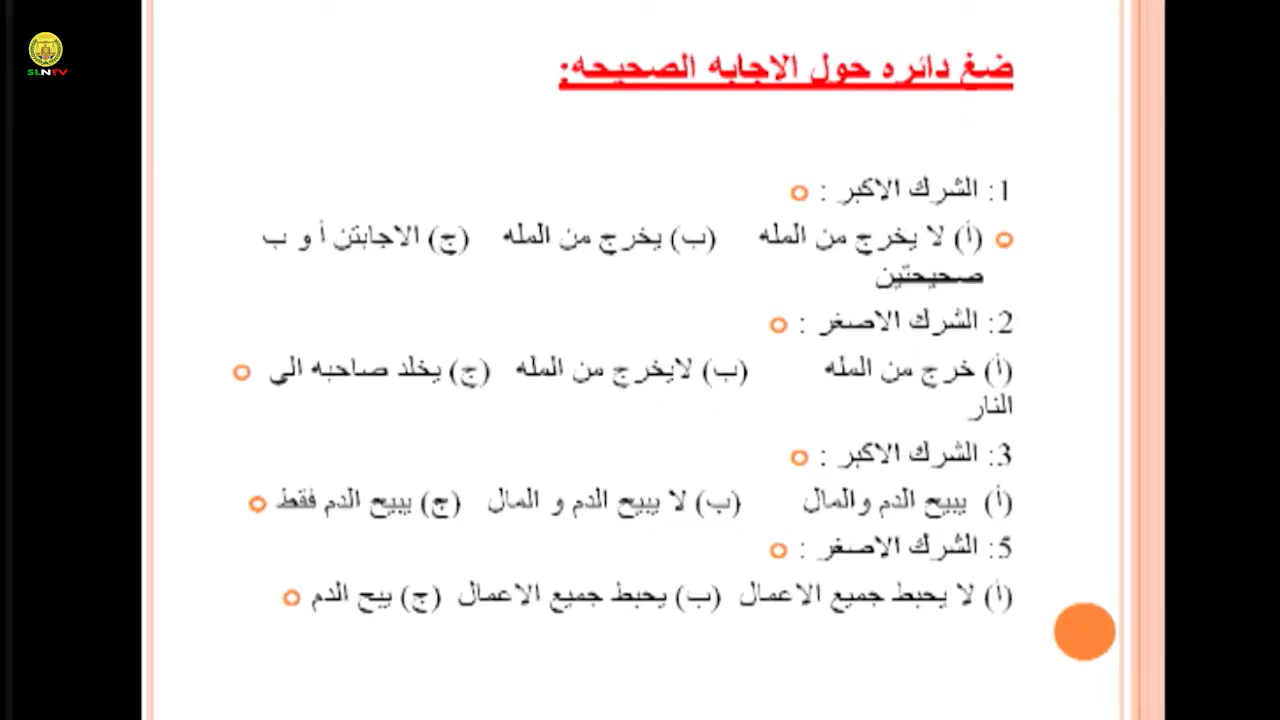 SLNTV
ضغ دائره حول الاجابه الصحيحه:
1: الشرك الاكبر :
(أ) لا يخرج من المله (ب) يخرج من المله (ج) الاجابتن أ و ب
صحيحتين
2: الشرك الاصغر :
(أ) خرج من المله (ب) لايخرج من المله (ج) يخلد صاحبه الي
النار
3: الشرك الاكبر :
(أ) يبيح الدم والمال (ب) لا يبيح الدم و المال (ج) يبيح الدم فقط
5: الشرك الاصغر :
(أ) لا يحبط جميع الاعمال (ب) يحبط جميع الاعمال (ج) يبح الدم